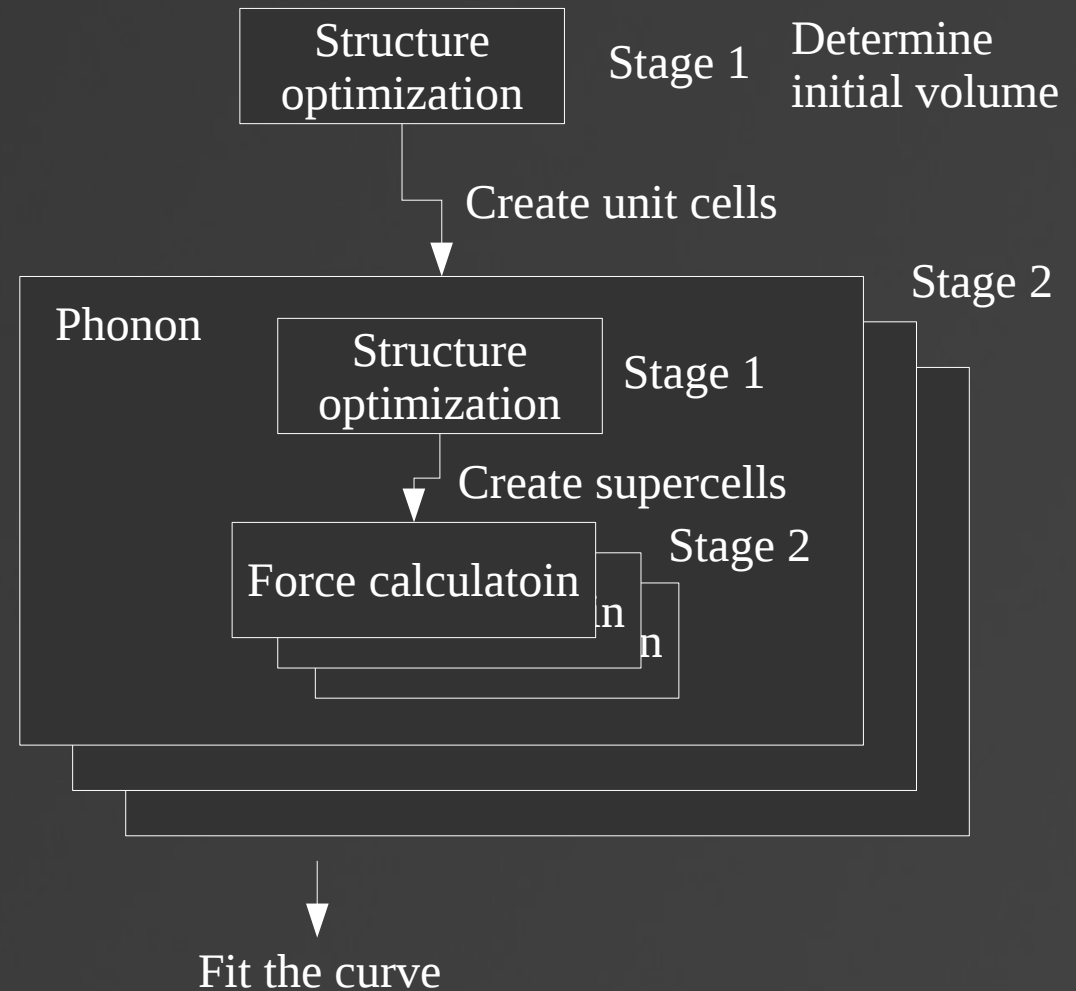 Structure
optimization
Stage 1
Determine
initial volume
Create unit cells
Stage 2
Phonon
Structure
optimization
Stage 1
Create supercells
Stage 2
Force calculatoin
in
n
Fit the curve